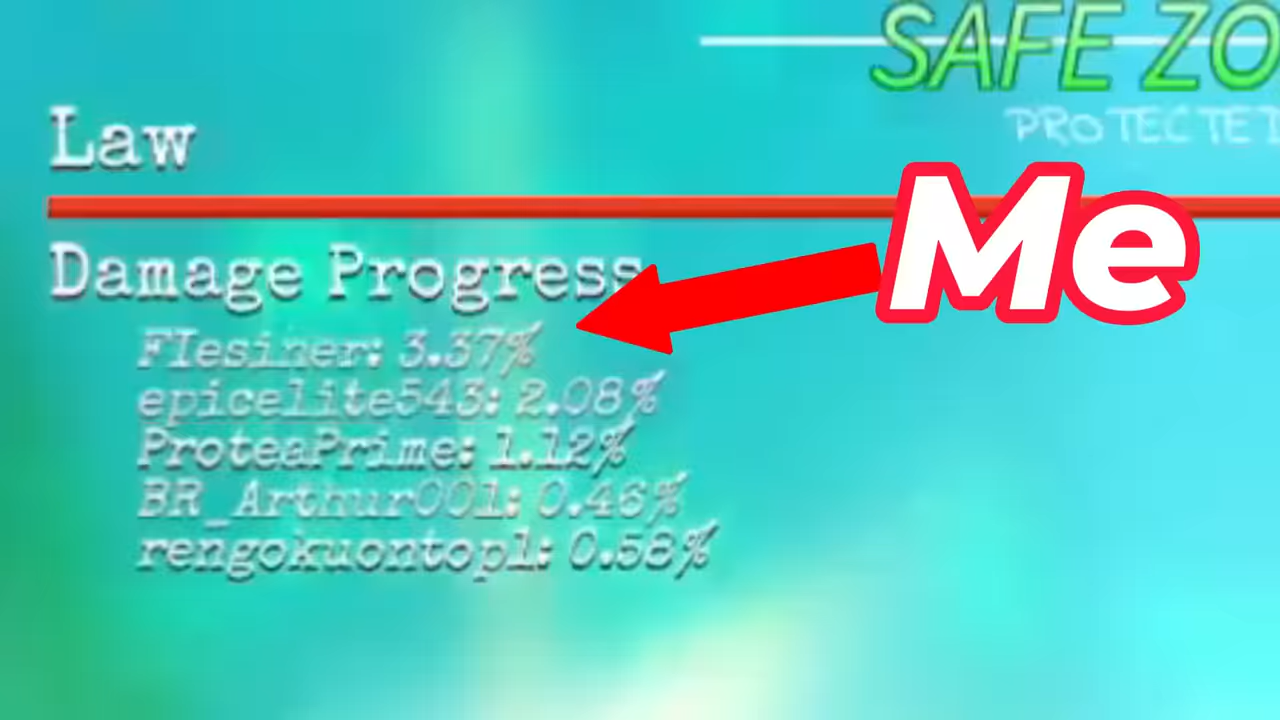 SAFE ZO
PROTECTED
Law
Me
Damage Progress
FIesiner: 3.37%
epicelite543: 2.08%
ProteaPrime: 1.12%
BR_Arthur001: 0.46%
rengokuontop1: 0.58%